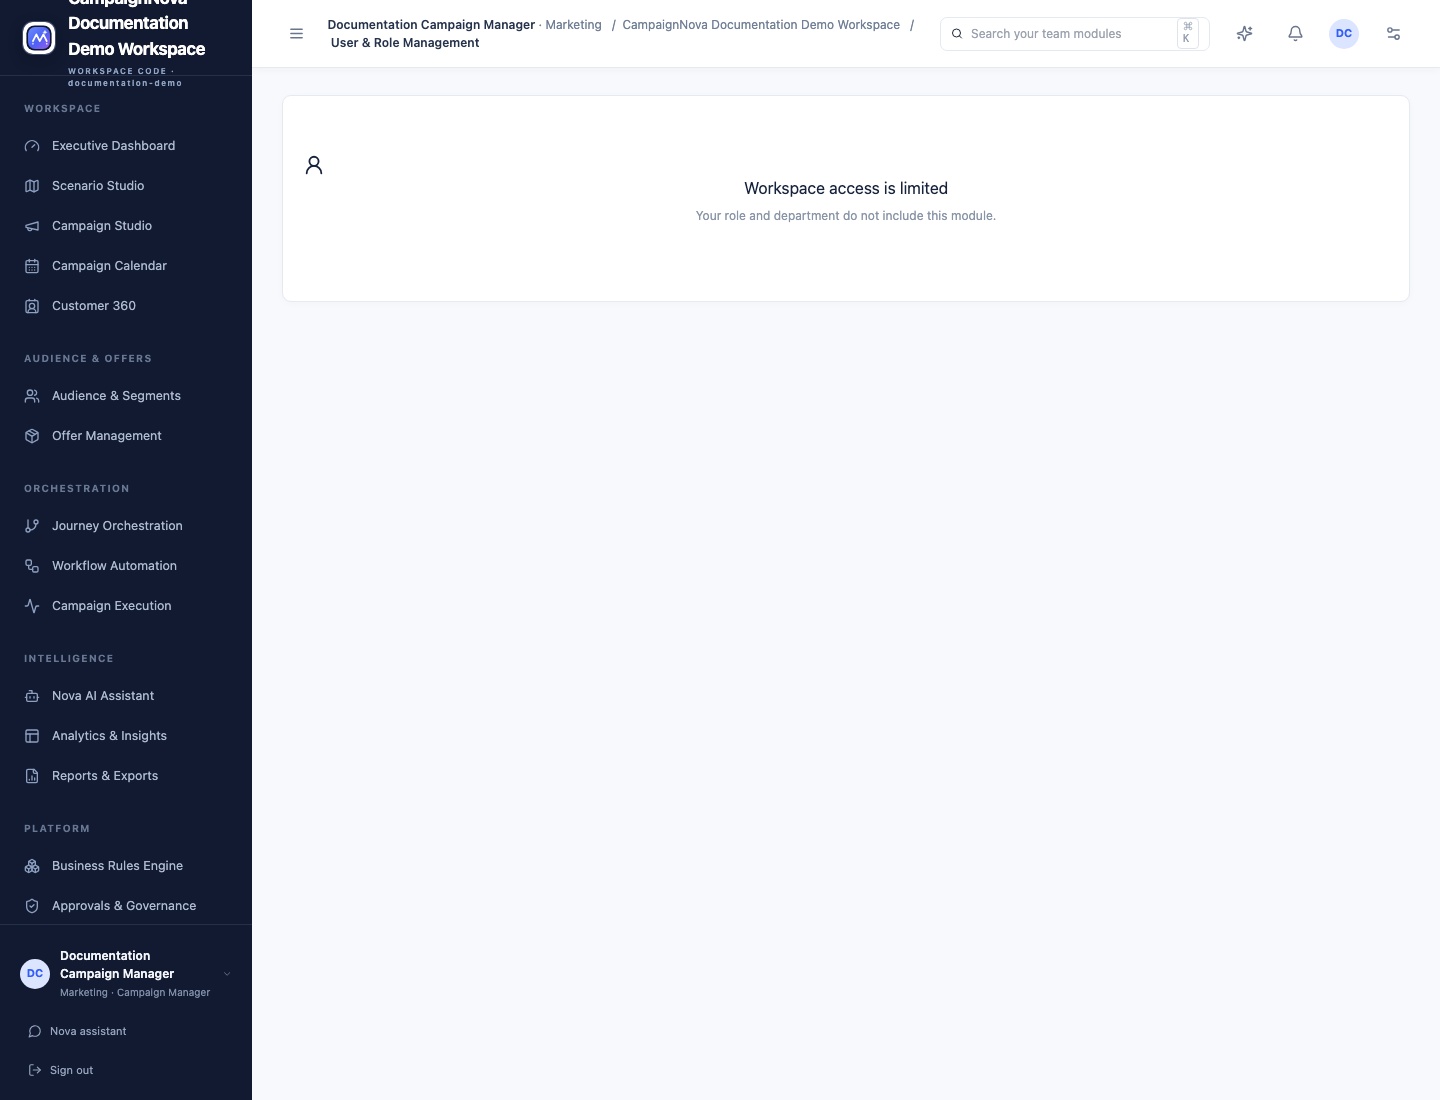 CampaignNova
Documentation
Demo Workspace
WORKSPACE CODE ·
documentation-demo
WORKSPACE
Executive Dashboard
Scenario Studio
Campaign Studio
Campaign Calendar
Customer 360
AUDIENCE & OFFERS
Audience & Segments
Offer Management
ORCHESTRATION
Journey Orchestration
Workflow Automation
Campaign Execution
INTELLIGENCE
Nova AI Assistant
Analytics & Insights
Reports & Exports
PLATFORM
Business Rules Engine
Approvals & Governance
DC
Documentation
Campaign Manager
Marketing · Campaign Manager
Nova assistant
Sign out
Documentation Campaign Manager · Marketing / CampaignNova Documentation Demo Workspace /
User & Role Management
Search your team modules
⌘
K
DC
Workspace access is limited
Your role and department do not include this module.